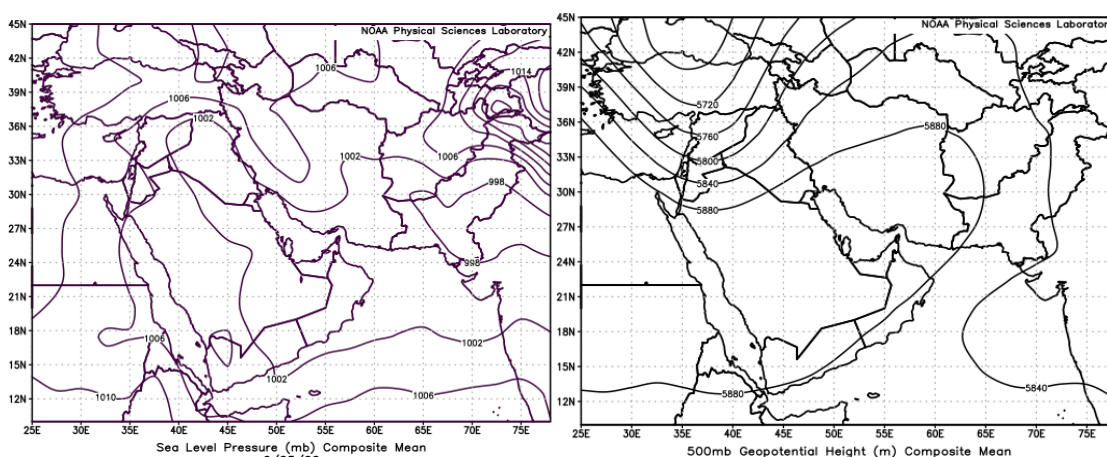 NOAA Physical Sciences Laboratory
45N
42N
39N
36N
33N
30N
27N
24N
21N
18N
15N
12N
1006
1014
1006
1002
1002
1006
998
998
1006
1002
1002
1010
1006
25E
30E
35E
40E
45E
50E
55E
60E
65E
70E
75E
Sea Level Pressure (mb) Composite Mean
NOAA Physical Sciences Laboratory
45N
42N
39N
36N
33N
30N
27N
24N
21N
18N
15N
12N
5720
5760
5800
5840
5880
5880
5880
5840
25E
30E
35E
40E
45E
50E
55E
60E
65E
70E
75E
500mb Geopotential Height (m) Composite Mean